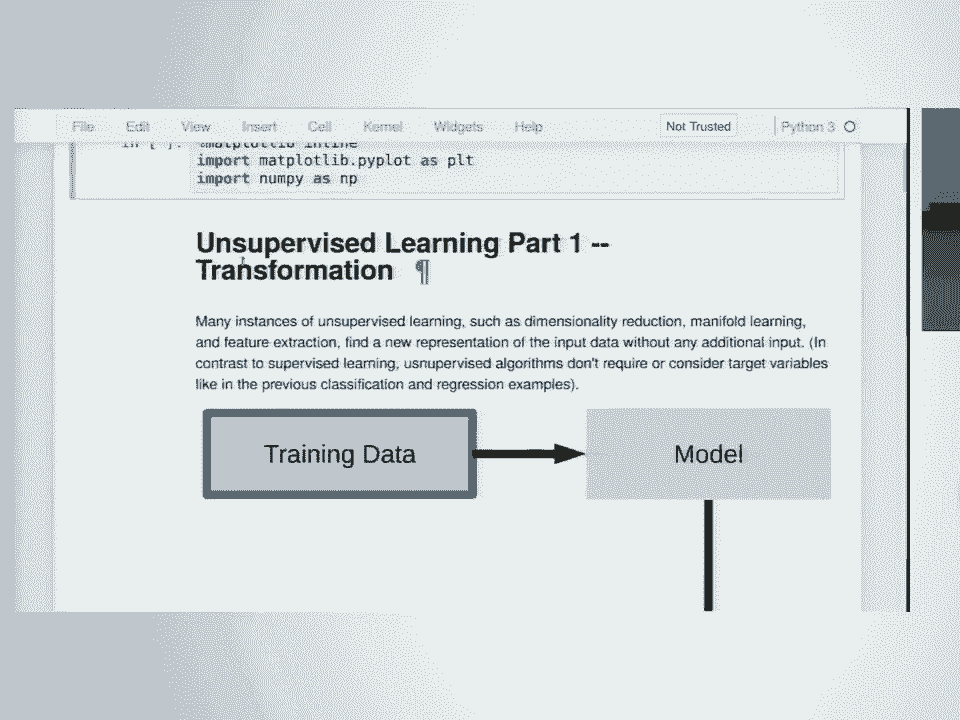 File Edit View Insert Cell Kernel Widgets Help Not Trusted Python 3
In [ ]: %matplotlib inline
import matplotlib.pyplot as plt
import numpy as np
Unsupervised Learning Part 1 --
Transformation ¶
Many instances of unsupervised learning, such as dimensionality reduction, manifold learning,
and feature extraction, find a new representation of the input data without any additional input. (In
contrast to supervised learning, usnupervised algorithms don't require or consider target variables
like in the previous classification and regression examples).
Training Data Model